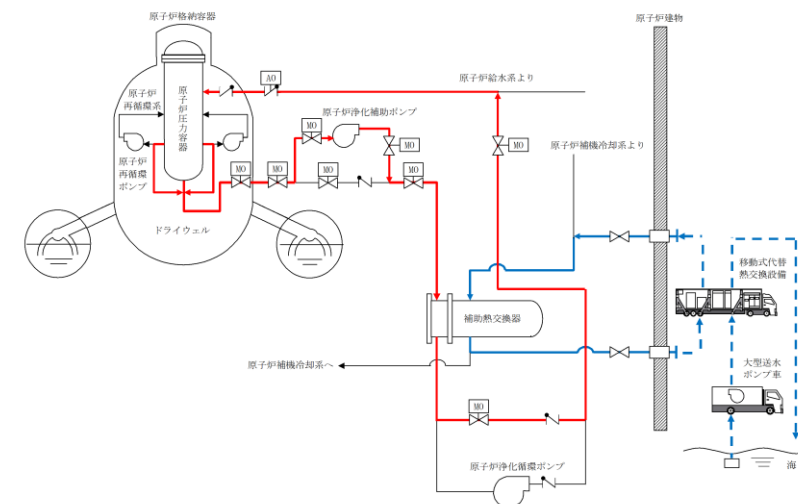 原子炉格納容器
原子炉建物
AO
原子炉給水系より
原子炉
再循環系
原子炉圧力容器
原子炉浄化補助ポンプ
MO
MO
MO
原子炉補機冷却系より
原子炉
再循環
ポンプ
MO
MO
MO
MO
ドライウェル
移動式代替
熱交換設備
補助熱交換器
原子炉補機冷却系へ
大型送水
ポンプ車
MO
原子炉浄化循環ポンプ
海